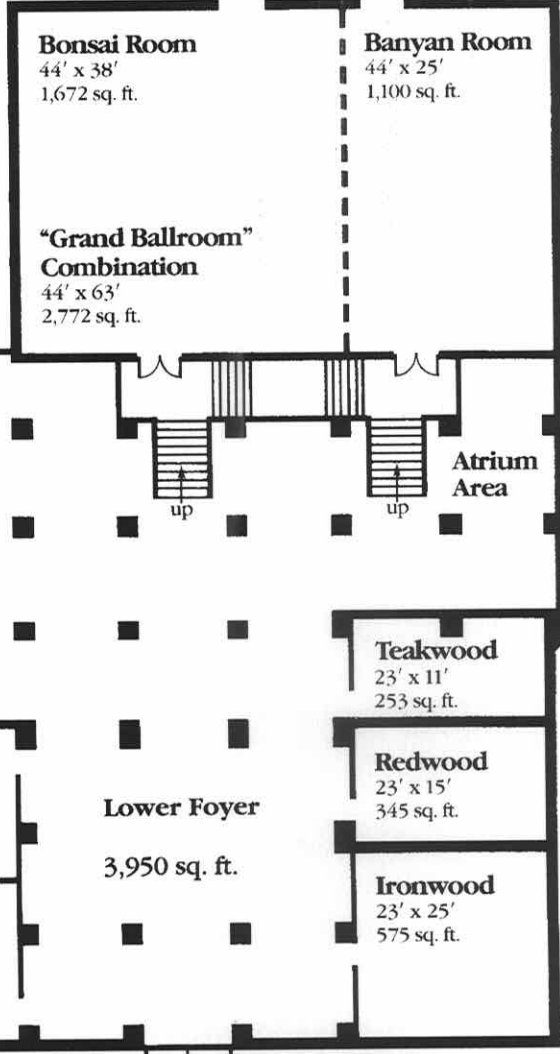 Bonsai Room
44′ x 38′
1,672 sq. ft.
Banyan Room
44′ x 25′
1,100 sq. ft.
“Grand Ballroom”
Combination
44′ x 63′
2,772 sq. ft.
Atrium
Area
up
up
Teakwood
23′ x 11′
253 sq. ft.
Redwood
23′ x 15′
345 sq. ft.
Lower Foyer
3,950 sq. ft.
Ironwood
23′ x 25′
575 sq. ft.